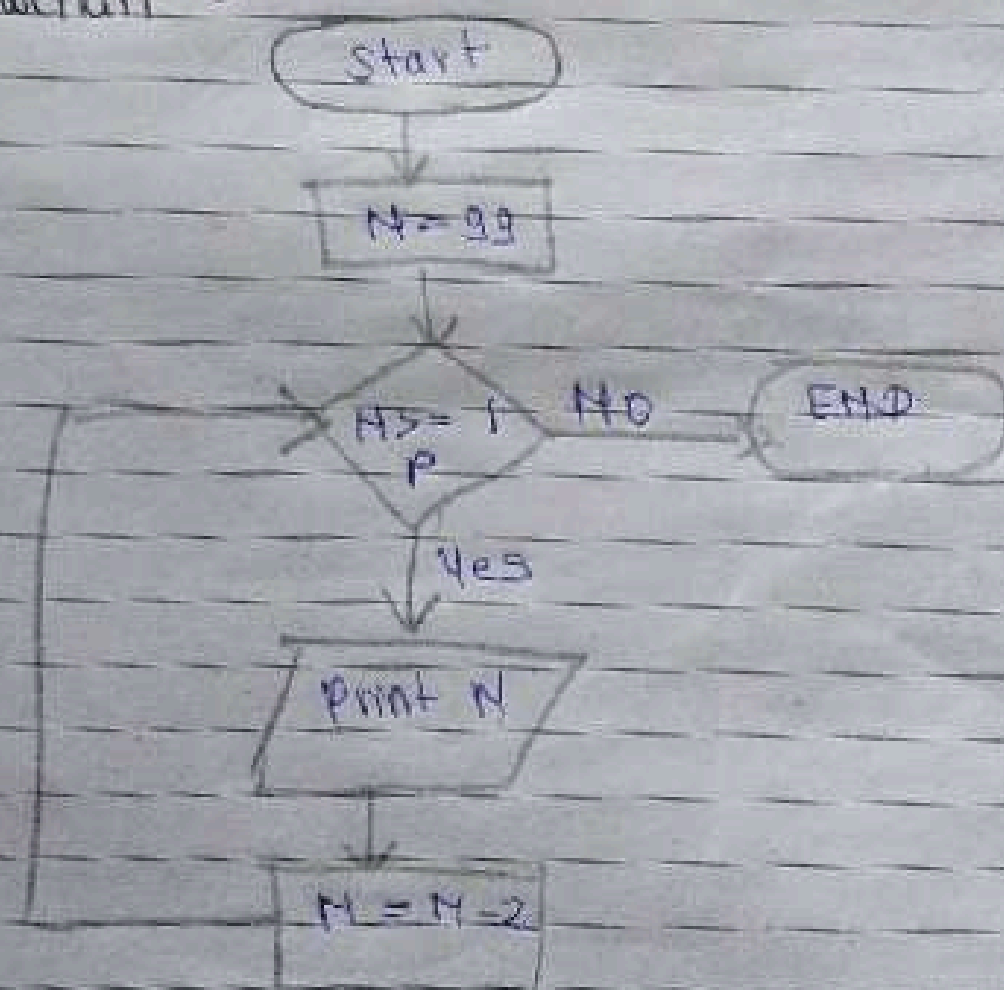 Start
N = 99
N >= 1
?
NO
END
Yes
print N
N = N - 2